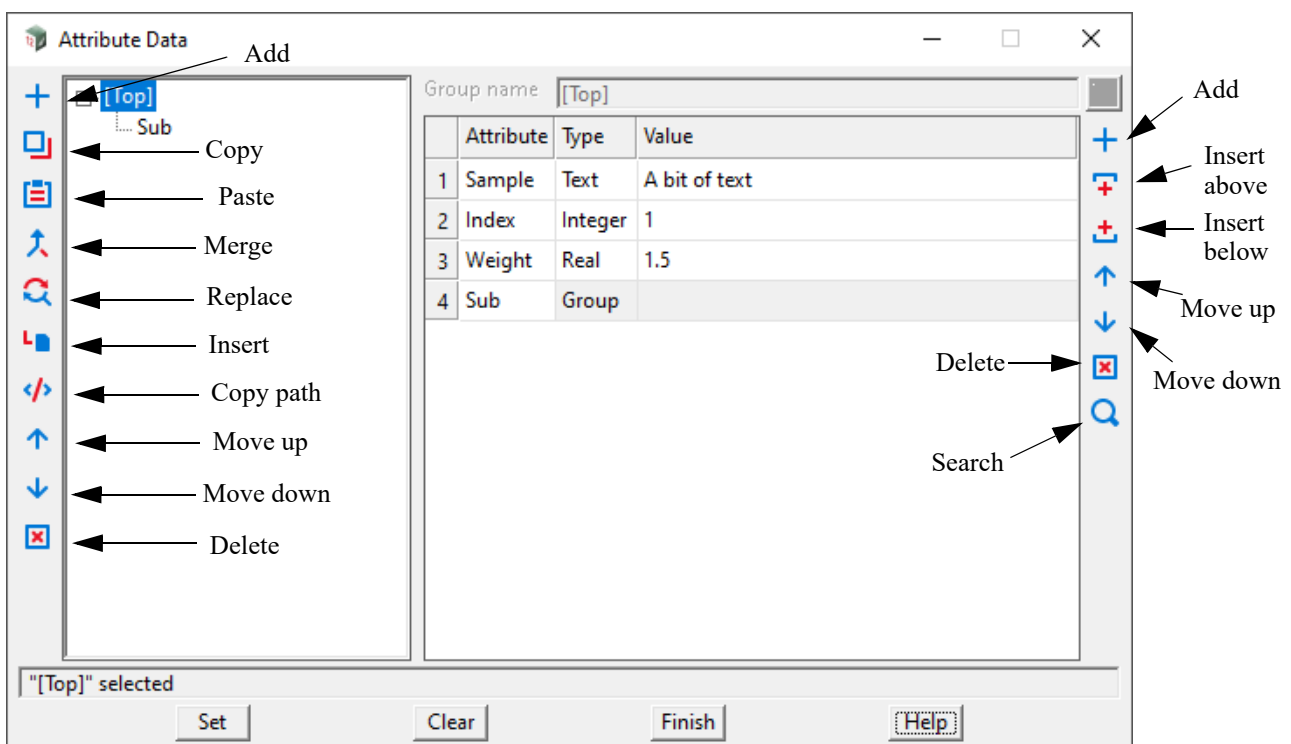 Attribute Data
Add
[Top]
Sub
Copy
Paste
Merge
Replace
Insert
Copy path
Move up
Move down
Delete
Group name [Top]
Attribute Type Value
1 Sample Text A bit of text
2 Index Integer 1
3 Weight Real 1.5
4 Sub Group
Add
Insert
above
Insert
below
Move up
Move down
Delete
Search
"[Top]" selected
Set Clear Finish Help